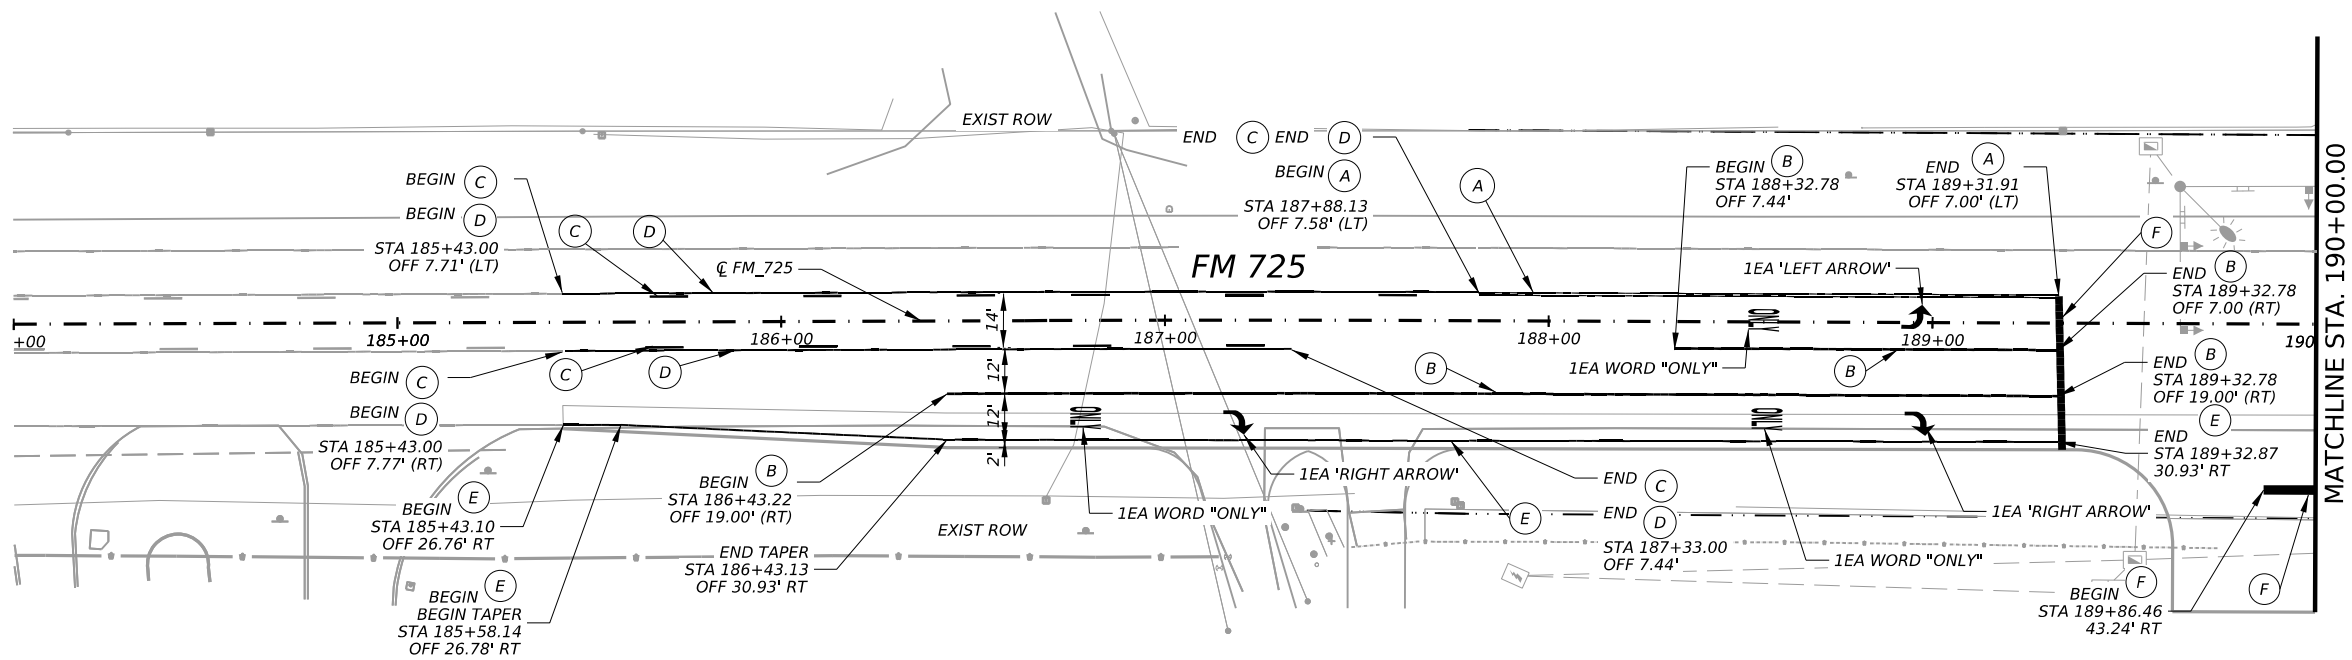 EXIST ROW
END C END D
BEGIN A
STA 187+88.13
OFF 7.58' (LT)
A
BEGIN B
STA 188+32.78
OFF 7.44'
END A
STA 189+31.91
OFF 7.00' (LT)
BEGIN C
BEGIN D
STA 185+43.00
OFF 7.71' (LT)
C
D
℄ FM_725
FM 725
1EA 'LEFT ARROW'
F
END B
STA 189+32.78
OFF 7.00 (RT)
MATCHLINE STA. 190+00.00
+00
185+00
186+00
187+00
188+00
189+00
190
14'
12'
12'
2'
BEGIN C
BEGIN D
STA 185+43.00
OFF 7.77' (RT)
C
D
B
1EA WORD "ONLY"
B
END B
STA 189+32.78
OFF 19.00' (RT)
E
END
STA 189+32.87
30.93' RT
BEGIN E
STA 185+43.10
OFF 26.76' RT
BEGIN B
STA 186+43.22
OFF 19.00' (RT)
1EA 'RIGHT ARROW'
1EA WORD "ONLY"
END C
END D
STA 187+33.00
OFF 7.44'
E
1EA 'RIGHT ARROW'
1EA WORD "ONLY"
EXIST ROW
END TAPER
STA 186+43.13
OFF 30.93' RT
BEGIN E
BEGIN TAPER
STA 185+58.14
OFF 26.78' RT
BEGIN F
STA 189+86.46
43.24' RT
F